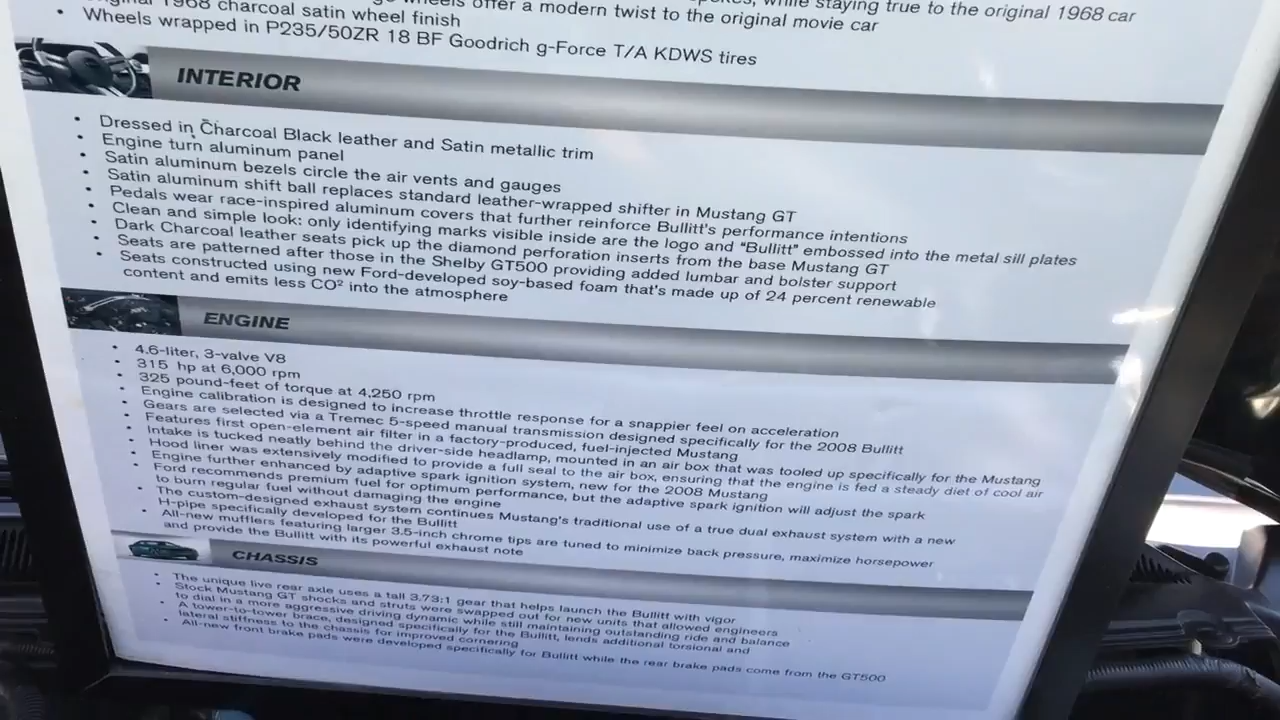 wheels offer a modern twist to the original movie car
spokes, while staying true to the original 1968 car
1968 charcoal satin wheel finish
• Wheels wrapped in P235/50ZR 18 BF Goodrich g-Force T/A KDWS tires
INTERIOR
• Dressed in Charcoal Black leather and Satin metallic trim
• Engine turn aluminum panel
• Satin aluminum bezels circle the air vents and gauges
• Satin aluminum shift ball replaces standard leather-wrapped shifter in Mustang GT
• Pedals wear race-inspired aluminum covers that further reinforce Bullitt's performance intentions
• Clean and simple look: only identifying marks visible inside are the logo and "Bullitt" embossed into the metal sill plates
• Dark Charcoal leather seats pick up the diamond perforation inserts from the base Mustang GT
• Seats are patterned after those in the Shelby GT500 providing added lumbar and bolster support
• Seats constructed using new Ford-developed soy-based foam that's made up of 24 percent renewable
content and emits less CO² into the atmosphere
ENGINE
• 4.6-liter, 3-valve V8
• 315 hp at 6,000 rpm
• 325 pound-feet of torque at 4,250 rpm
• Engine calibration is designed to increase throttle response for a snappier feel on acceleration
• Gears are selected via a Tremec 5-speed manual transmission designed specifically for the 2008 Bullitt
• Features first open-element air filter in a factory-produced, fuel-injected Mustang
• Intake is tucked neatly behind the driver-side headlamp, mounted in an air box that was tooled up specifically for the Mustang
• Hood liner was extensively modified to provide a full seal to the air box, ensuring that the engine is fed a steady diet of cool air
• Engine further enhanced by adaptive spark ignition system, new for the 2008 Mustang
• Ford recommends premium fuel for optimum performance, but the adaptive spark ignition will adjust the spark
to burn regular fuel without damaging the engine
• The custom-designed exhaust system continues Mustang's traditional use of a true dual exhaust system with a new
H-pipe specifically developed for the Bullitt
• All-new mufflers featuring larger 3.5-inch chrome tips are tuned to minimize back pressure, maximize horsepower
and provide the Bullitt with its powerful exhaust note
CHASSIS
• The unique live rear axle uses a tall 3.73:1 gear that helps launch the Bullitt with vigor
• Stock Mustang GT shocks and struts were swapped out for new units that allowed engineers
to dial in a more aggressive driving dynamic while still maintaining outstanding ride and balance
• A tower-to-tower brace, designed specifically for the Bullitt, lends additional torsional and
lateral stiffness to the chassis for improved cornering
• All-new front brake pads were developed specifically for Bullitt while the rear brake pads come from the GT500